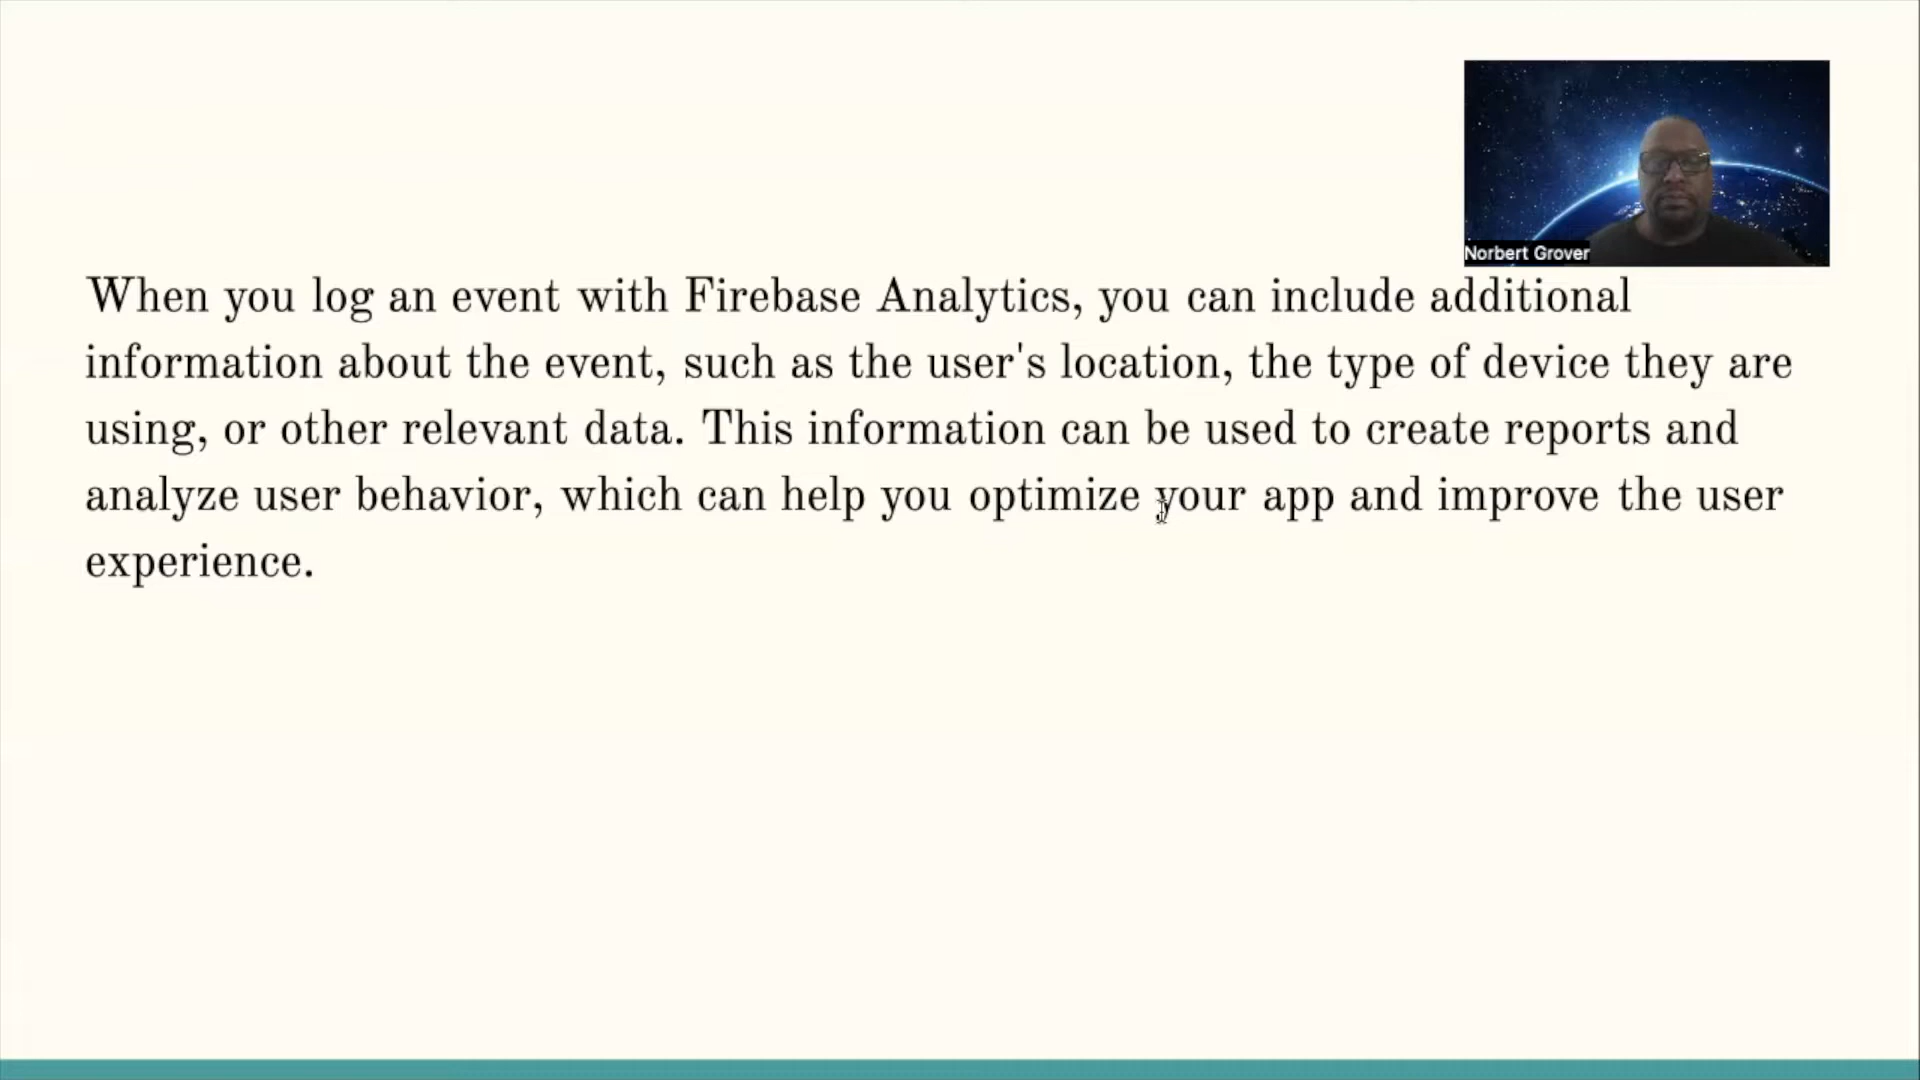 Norbert Grover
When you log an event with Firebase Analytics, you can include additional
information about the event, such as the user's location, the type of device they are
using, or other relevant data. This information can be used to create reports and
analyze user behavior, which can help you optimize your app and improve the user
experience.